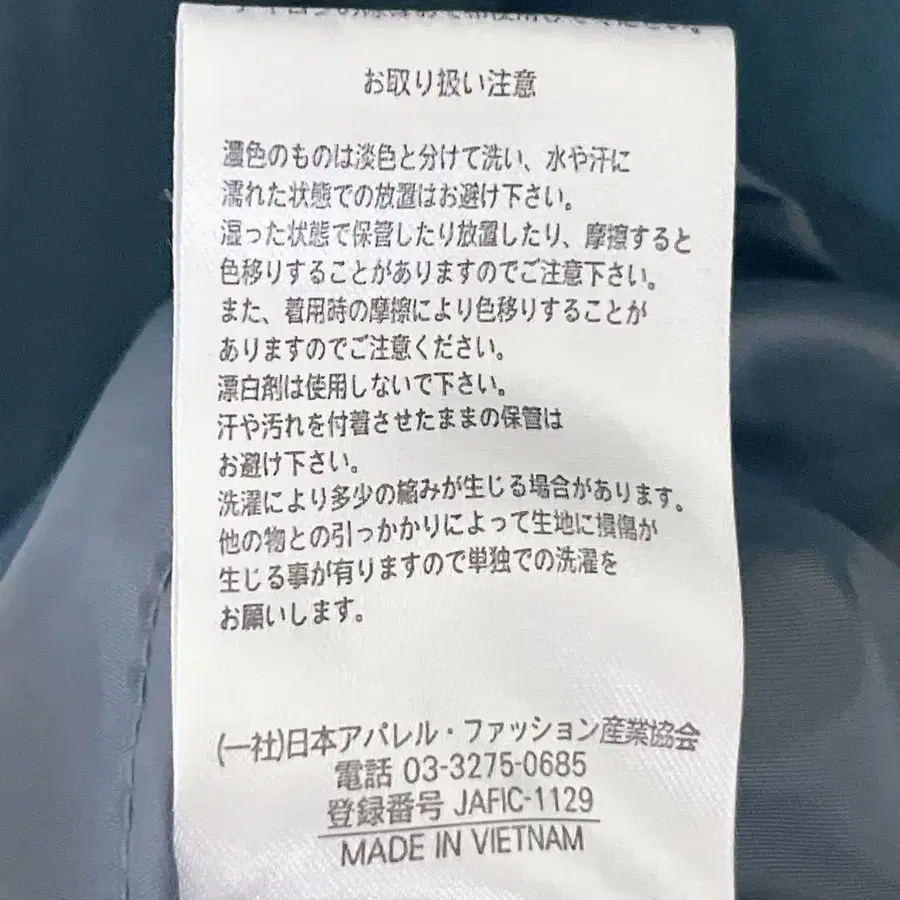 お取り扱い注意
濃色のものは淡色と分けて洗い、水や汗に
濡れた状態での放置はお避け下さい。
湿った状態で保管したり放置したり、摩擦すると
色移りすることがありますのでご注意下さい。
また、着用時の摩擦により色移りすることが
ありますのでご注意ください。
漂白剤は使用しないで下さい。
汗や汚れを付着させたままの保管は
お避け下さい。
洗濯により多少の縮みが生じる場合があります。
他の物との引っかかりによって生地に損傷が
生じる事が有りますので単独での洗濯を
お願いします。
(一社)日本アパレル・ファッション産業協会
電話 03-3275-0685
登録番号 JAFIC-1129
MADE IN VIETNAM